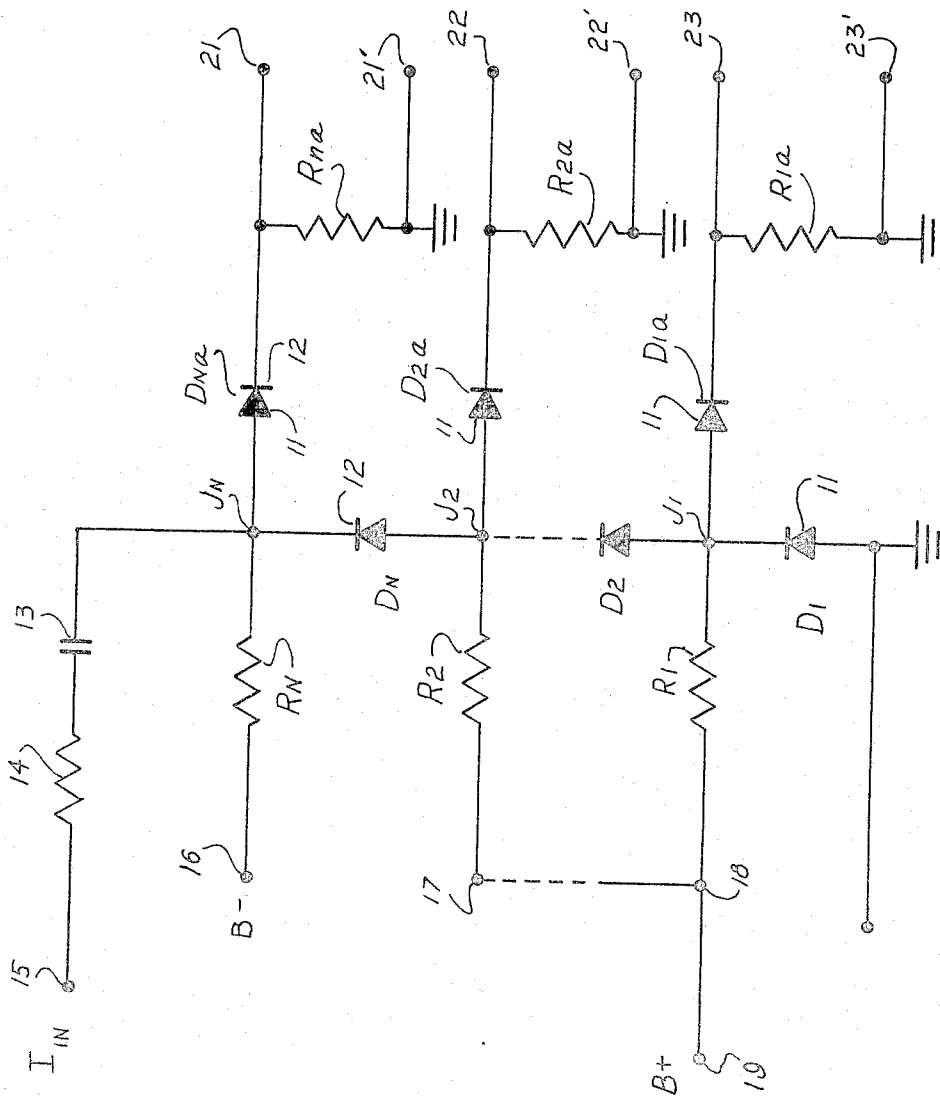 I IN
15
14
13
B-
16
RN
JN
11
DNa
12
Rna
21
21'
12
DN
17
R2
J2
11
D2a
R2a
22
22'
D2
B+
19
18
R1
J1
11
D1a
R1a
23
23'
D1
11